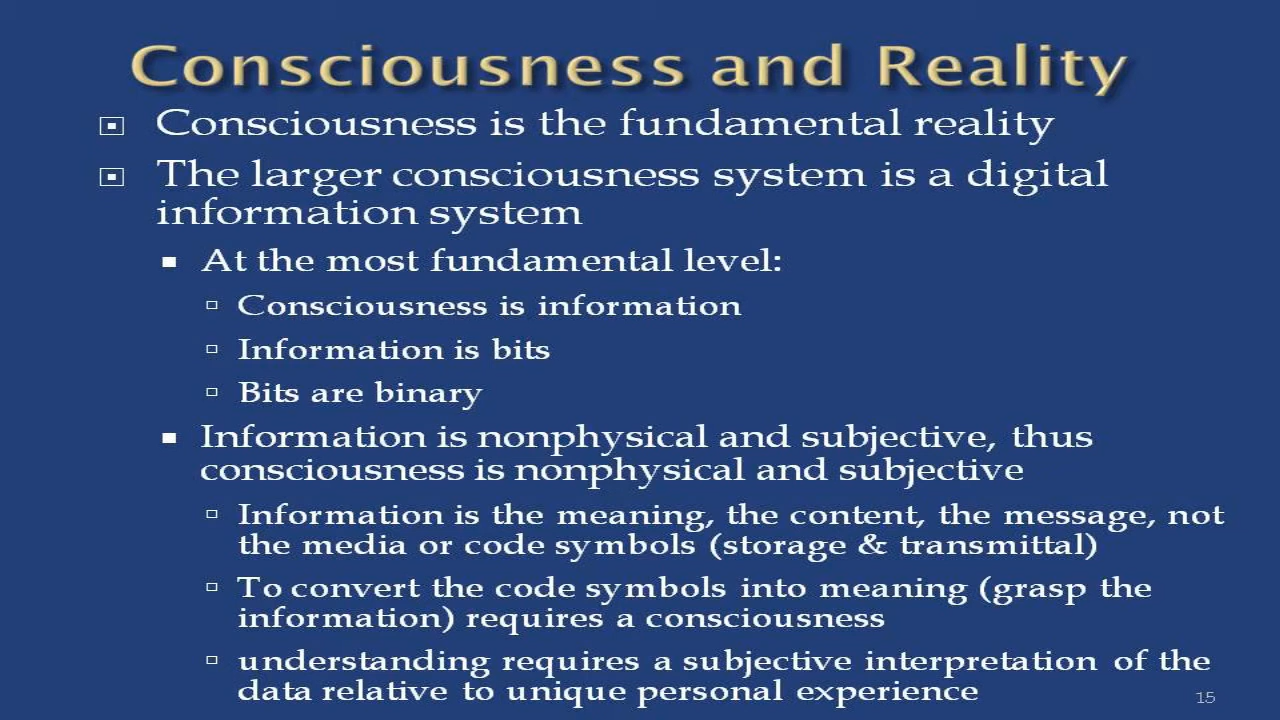 Consciousness and Reality
Consciousness is the fundamental reality
The larger consciousness system is a digital
information system
At the most fundamental level:
Consciousness is information
Information is bits
Bits are binary
Information is nonphysical and subjective, thus
consciousness is nonphysical and subjective
Information is the meaning, the content, the message, not
the media or code symbols (storage & transmittal)
To convert the code symbols into meaning (grasp the
information) requires a consciousness
understanding requires a subjective interpretation of the
data relative to unique personal experience
15